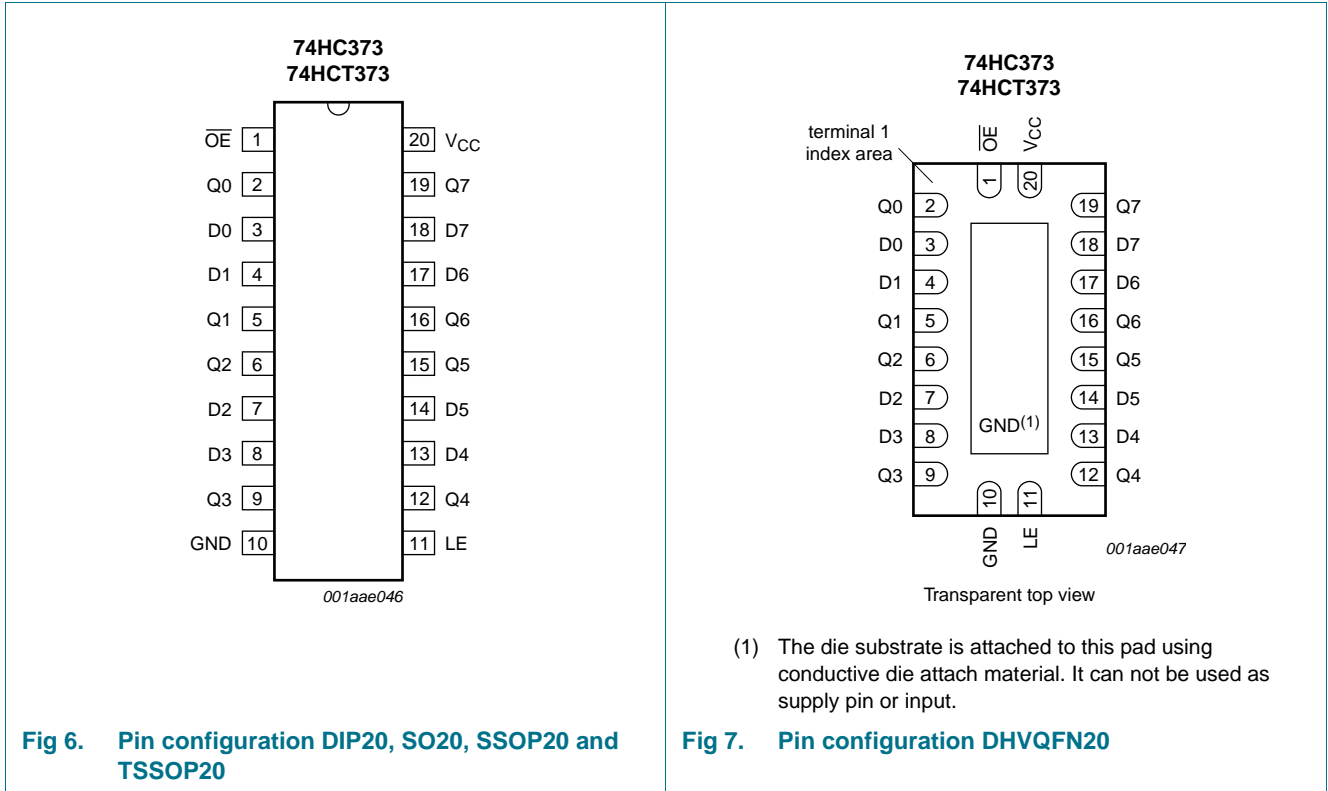 74HC373
74HCT373
OE 1
20 VCC
Q0 2
19 Q7
D0 3
18 D7
D1 4
17 D6
Q1 5
16 Q6
Q2 6
15 Q5
D2 7
14 D5
D3 8
13 D4
Q3 9
12 Q4
GND 10
11 LE
001aae046
Fig 6. Pin configuration DIP20, SO20, SSOP20 and
TSSOP20
74HC373
74HCT373
terminal 1
index area
OE
VCC
1
20
Q0 2
19 Q7
D0 3
18 D7
D1 4
17 D6
Q1 5
16 Q6
Q2 6
15 Q5
D2 7
14 D5
D3 8
GND(1)
13 D4
Q3 9
12 Q4
10
11
GND
LE
001aae047
Transparent top view
(1) The die substrate is attached to this pad using
conductive die attach material. It can not be used as
supply pin or input.
Fig 7. Pin configuration DHVQFN20